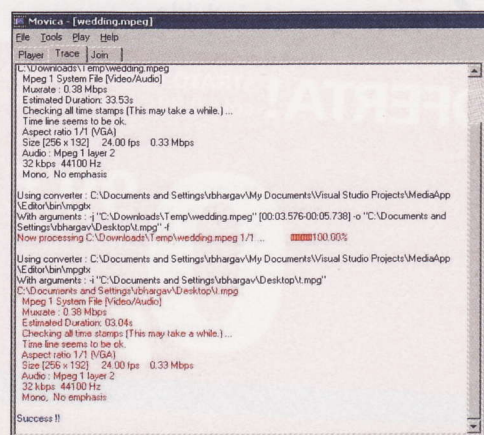 Movica - [wedding.mpeg]
File Tools Play Help
Player Trace Join
C:\Downloads\Temp\wedding.mpeg
Mpeg 1 System File [Video/Audio]
Muxrate : 0.38 Mbps
Estimated Duration: 33.53s
Checking all time stamps (This may take a while.) ...
Time line seems to be ok.
Aspect ratio 1/1 (VGA)
Size [256 x 192] 24.00 fps 0.33 Mbps
Audio : Mpeg 1 layer 2
32 kbps 44100 Hz
Mono, No emphasis
Using converter : C:\Documents and Settings\rbhargav\My Documents\Visual Studio Projects\MediaApp
\Editor\bin\mpgtx
With arguments : -j "C:\Downloads\Temp\wedding.mpeg" [00:03.576-00:05.738] -o "C:\Documents and
Settings\rbhargav\Desktop\t.mpg" -f
Now processing C:\Downloads\Temp\wedding.mpeg 1/1 ... 100.00%
Using converter : C:\Documents and Settings\rbhargav\My Documents\Visual Studio Projects\MediaApp
\Editor\bin\mpgtx
With arguments : -i "C:\Documents and Settings\rbhargav\Desktop\t.mpg"
C:\Documents and Settings\rbhargav\Desktop\t.mpg
Mpeg 1 System File [Video/Audio]
Muxrate : 0.38 Mbps
Estimated Duration: 03.04s
Checking all time stamps (This may take a while.) ...
Time line seems to be ok.
Aspect ratio 1/1 (VGA)
Size [256 x 192] 24.00 fps 0.33 Mbps
Audio : Mpeg 1 layer 2
32 kbps 44100 Hz
Mono, No emphasis
Success !!